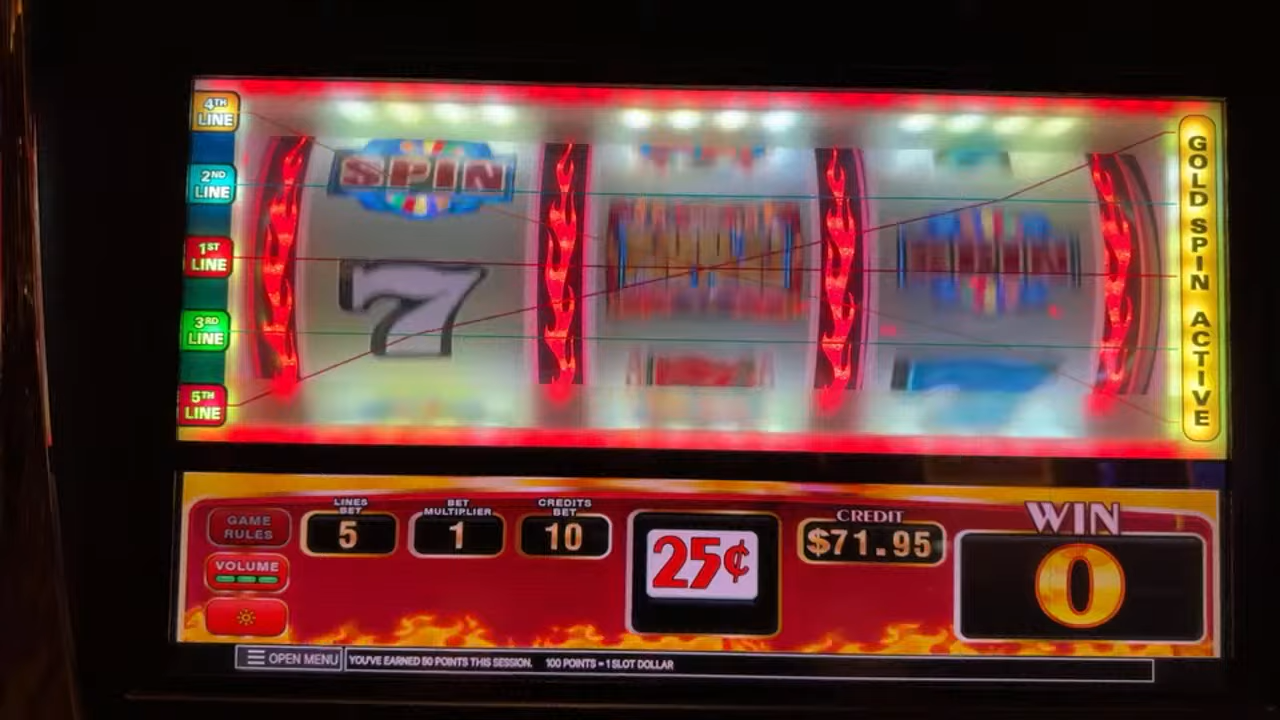 4TH LINE
2ND LINE
1ST LINE
3RD LINE
5TH LINE
SPIN
7
GOLD SPIN ACTIVE
GAME RULES
VOLUME
LINES BET
5
BET MULTIPLIER
1
CREDITS BET
10
25¢
CREDIT
$71.95
WIN
0
OPEN MENU
YOU'VE EARNED 50 POINTS THIS SESSION. 100 POINTS = 1 SLOT DOLLAR